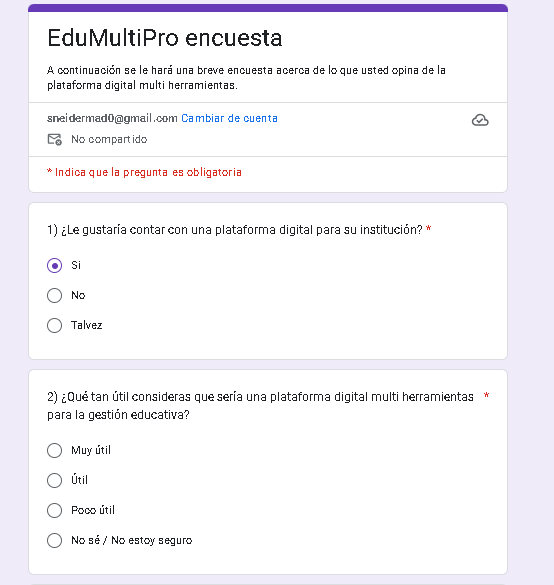 EduMultiPro encuesta
A continuación se le hará una breve encuesta acerca de lo que usted opina de la
plataforma digital multi herramientas.
sneidermad0@gmail.com Cambiar de cuenta
No compartido
* Indica que la pregunta es obligatoria
1) ¿Le gustaría contar con una plataforma digital para su institución? *
Si
No
Talvez
2) ¿Qué tan útil consideras que sería una plataforma digital multi herramientas *
para la gestión educativa?
Muy útil
Útil
Poco útil
No sé / No estoy seguro